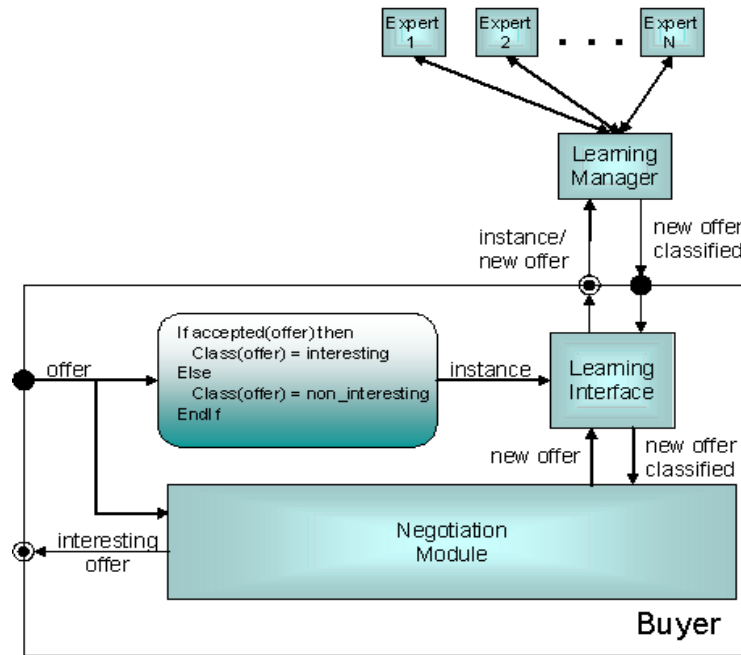 Expert
1
Expert
2
. . .
Expert
N
Learning
Manager
instance/
new offer
new offer
classified
offer
If accepted(offer) then
Class(offer) = interesting
Else
Class(offer) = non_interesting
EndIf
instance
Learning
Interface
new offer
new offer
classified
interesting
offer
Negotiation
Module
Buyer